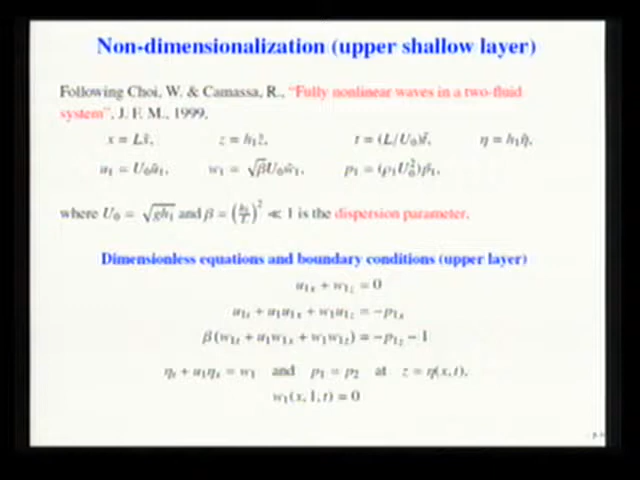 Non-dimensionalization (upper shallow layer)
Following Choi, W. & Camassa, R., "Fully nonlinear waves in a two-fluid
system", J. F. M., 1999,
x = Lx̃, z = h₁z̃, t = (L/U₀)t̃, η = h₁η̃,
u₁ = U₀ũ₁, w₁ = √β U₀w̃₁, p₁ = (ρ₁U₀²)p̃₁,
where U₀ = √(gh₁) and β = (h₁/L)² ≪ 1 is the dispersion parameter.
Dimensionless equations and boundary conditions (upper layer)
u₁ₓ + w₁_z = 0
u₁ₜ + u₁u₁ₓ + w₁u₁_z = −p₁ₓ
β(w₁ₜ + u₁w₁ₓ + w₁w₁_z) = −p₁_z − 1
ηₜ + u₁ηₓ = w₁ and p₁ = p₂ at z = η(x, t),
w₁(x, 1, t) = 0